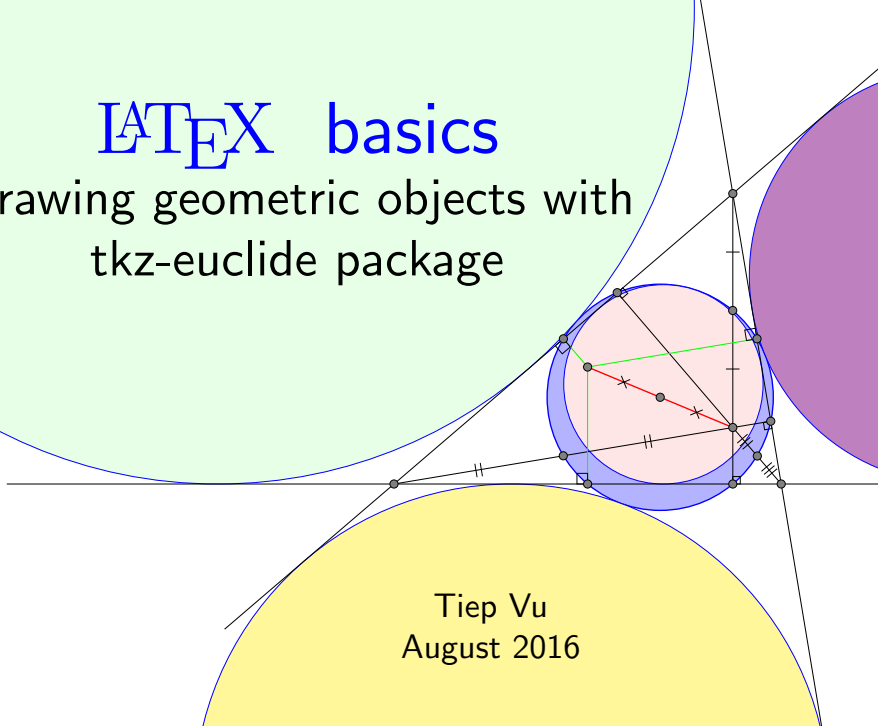 LATEX basics
rawing geometric objects with
tkz-euclide package
Tiep Vu
August 2016